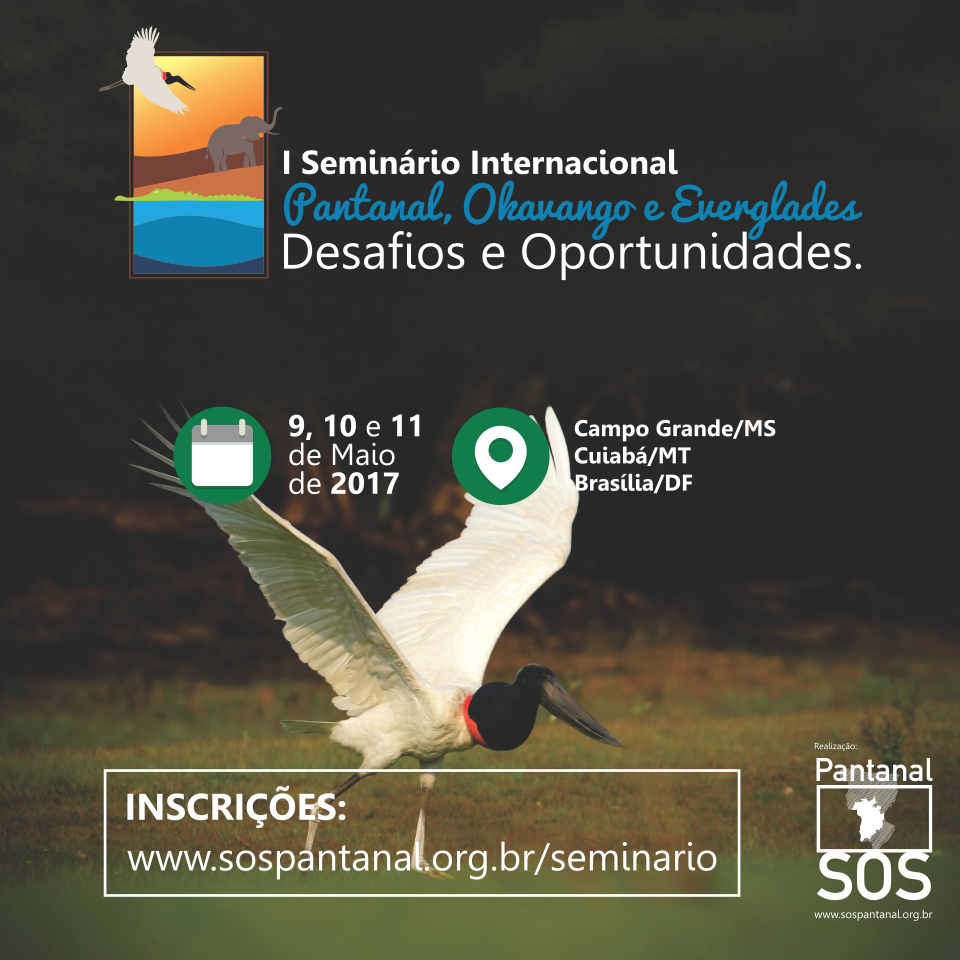 I Seminário Internacional
Pantanal, Okavango e Everglades
Desafios e Oportunidades.
9, 10 e 11
de Maio
de 2017
Campo Grande/MS
Cuiabá/MT
Brasília/DF
INSCRIÇÕES:
www.sospantanal.org.br/seminario
Realização:
Pantanal
SOS
www.sospantanal.org.br